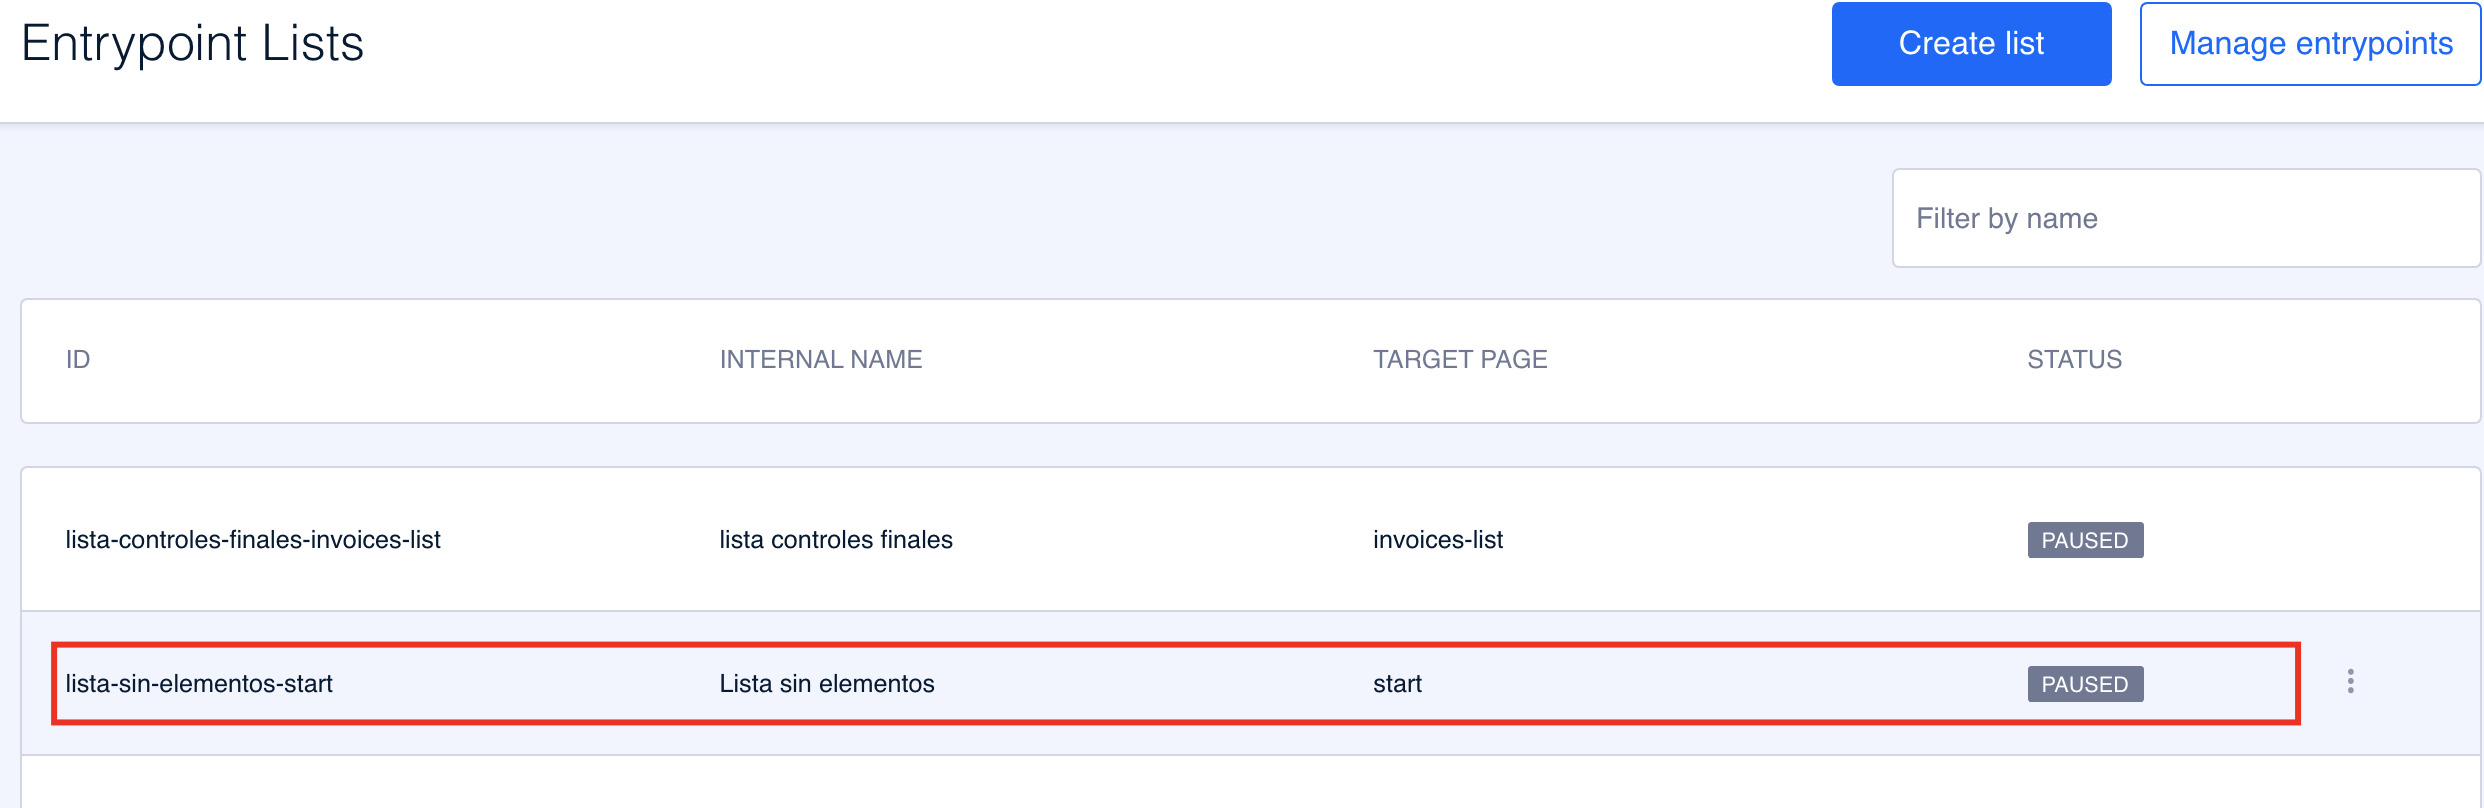 Entrypoint Lists
Create list
Manage entrypoints
Filter by name
ID INTERNAL NAME TARGET PAGE STATUS
lista-controles-finales-invoices-list lista controles finales invoices-list PAUSED
lista-sin-elementos-start Lista sin elementos start PAUSED